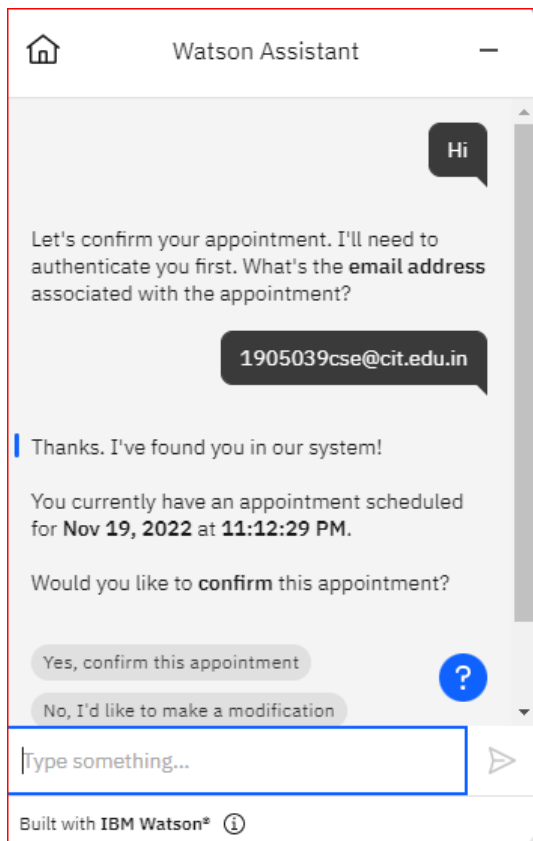 Watson Assistant
Hi
Let's confirm your appointment. I'll need to
authenticate you first. What's the email address
associated with the appointment?
1905039cse@cit.edu.in
Thanks. I've found you in our system!
You currently have an appointment scheduled
for Nov 19, 2022 at 11:12:29 PM.
Would you like to confirm this appointment?
Yes, confirm this appointment
?
No, I'd like to make a modification
Type something...
Built with IBM Watson®